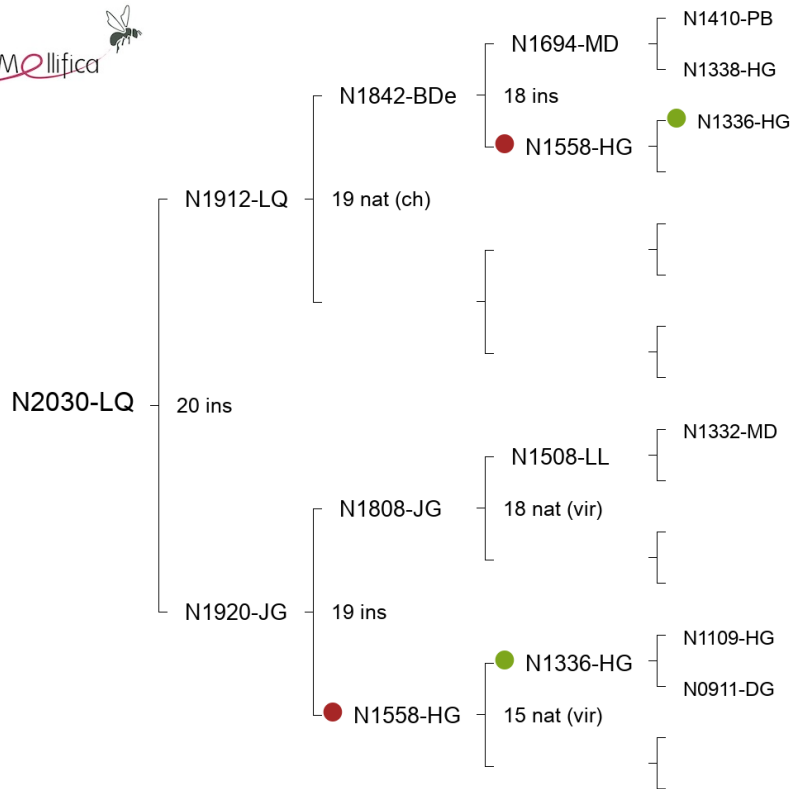 Mellifica
N1410-PB
N1694-MD
N1338-HG
N1842-BDe
18 ins
N1336-HG
N1558-HG
N1912-LQ
19 nat (ch)
N2030-LQ
20 ins
N1332-MD
N1508-LL
N1808-JG
18 nat (vir)
N1920-JG
19 ins
N1109-HG
N1336-HG
N0911-DG
N1558-HG
15 nat (vir)